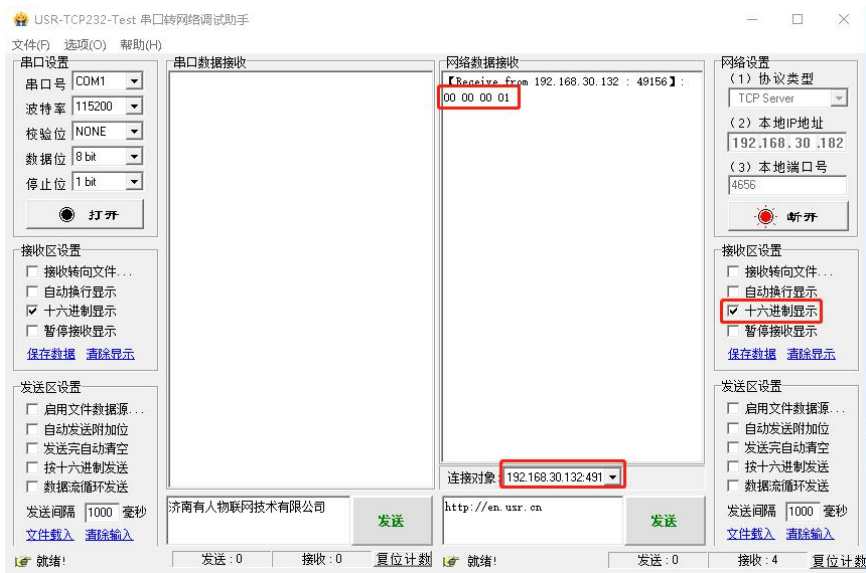 USR-TCP232-Test 串口转网络调试助手
文件(F) 选项(O) 帮助(H)
串口设置
串口号 COM1
波特率 115200
校验位 NONE
数据位 8 bit
停止位 1 bit
打开
接收区设置
接收转向文件...
自动换行显示
十六进制显示
暂停接收显示
保存数据 清除显示
发送区设置
启用文件数据源...
自动发送附加位
发送完自动清空
按十六进制发送
数据流循环发送
发送间隔 1000 毫秒
文件载入 清除输入
就绪!
串口数据接收
济南有人物联网技术有限公司
发送
发送 : 0 接收 : 0 复位计数
网络数据接收
【Receive from 192.168.30.132 : 49156】:
00 00 00 01
连接对象: 192.168.30.132:491
http://en.usr.cn
发送
就绪!
发送 : 0 接收 : 4 复位计数
网络设置
(1) 协议类型
TCP Server
(2) 本地IP地址
192.168.30.182
(3) 本地端口号
4656
断开
接收区设置
接收转向文件...
自动换行显示
十六进制显示
暂停接收显示
保存数据 清除显示
发送区设置
启用文件数据源...
自动发送附加位
发送完自动清空
按十六进制发送
数据流循环发送
发送间隔 1000 毫秒
文件载入 清除输入